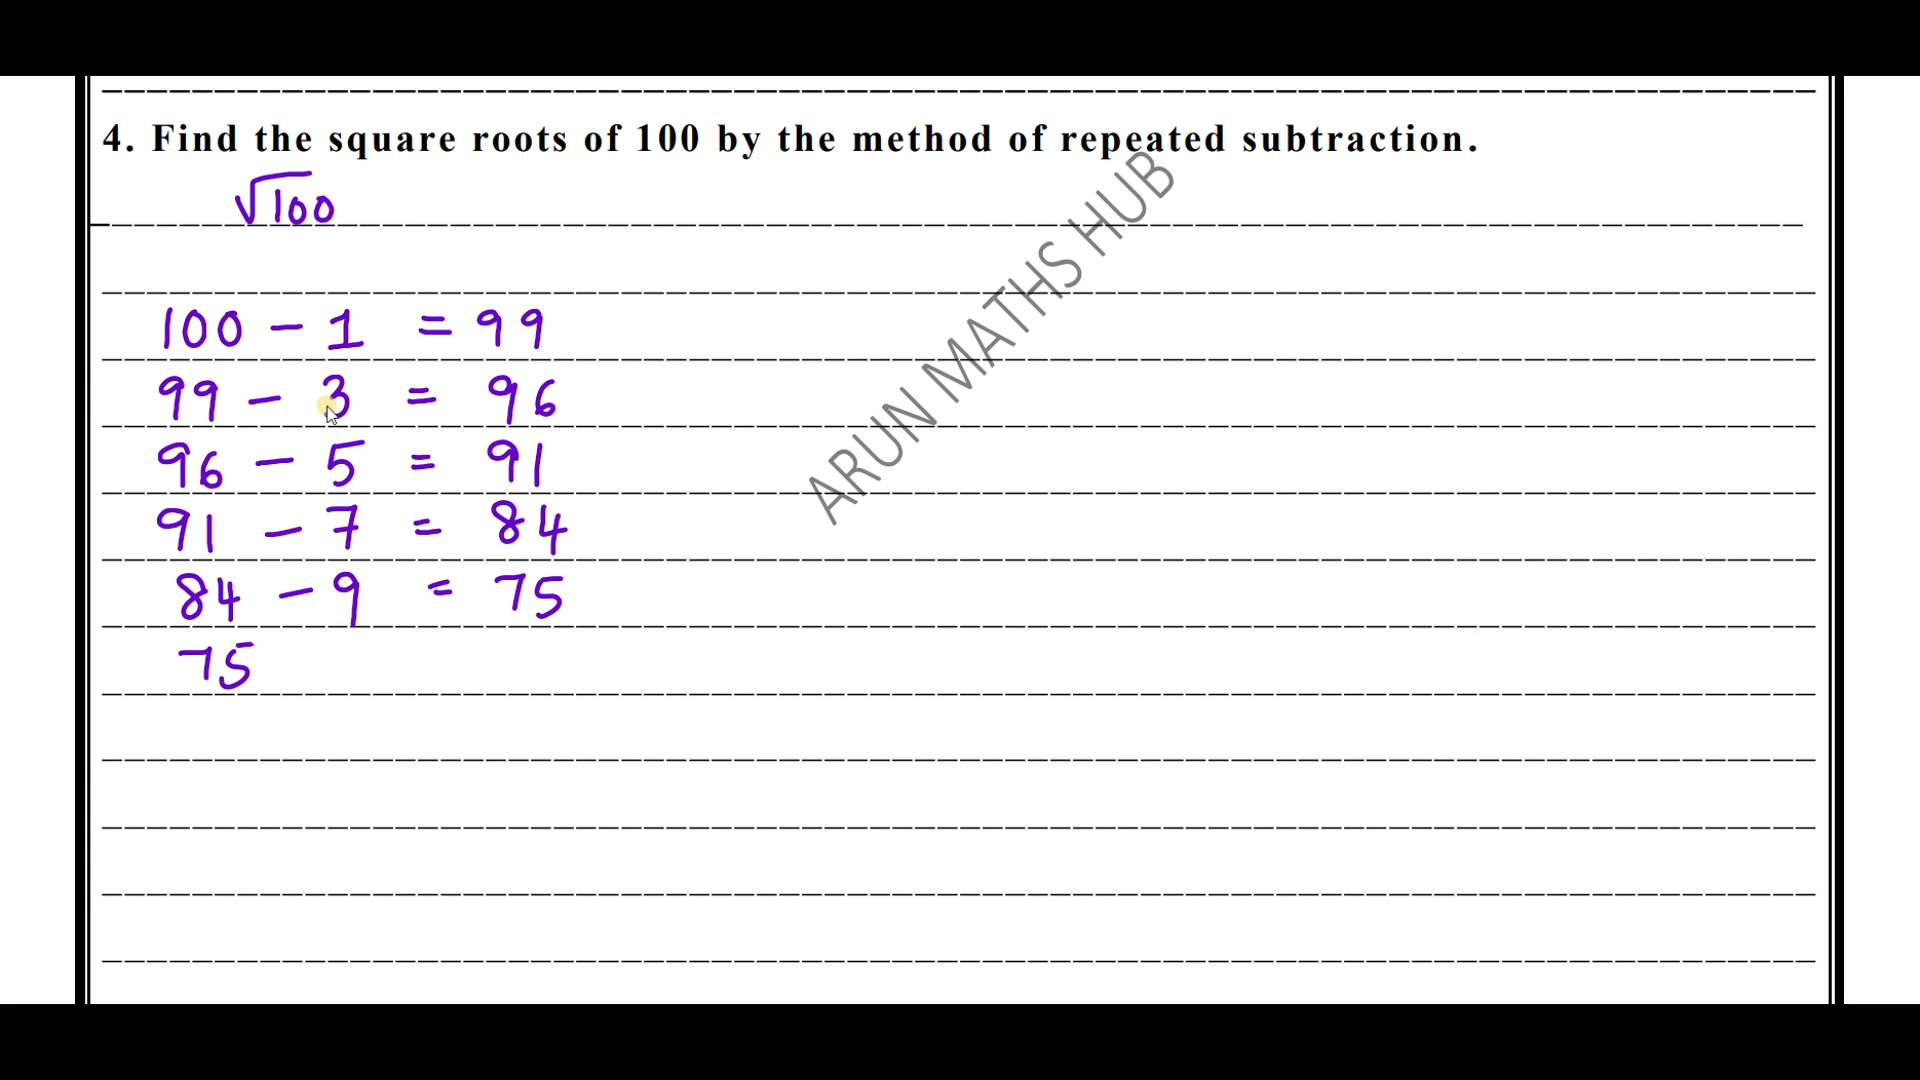 4. Find the square roots of 100 by the method of repeated subtraction.
√100
100 - 1 = 99
99 - 3 = 96
96 - 5 = 91
91 - 7 = 84
84 - 9 = 75
75
ARUN MATHS HUB